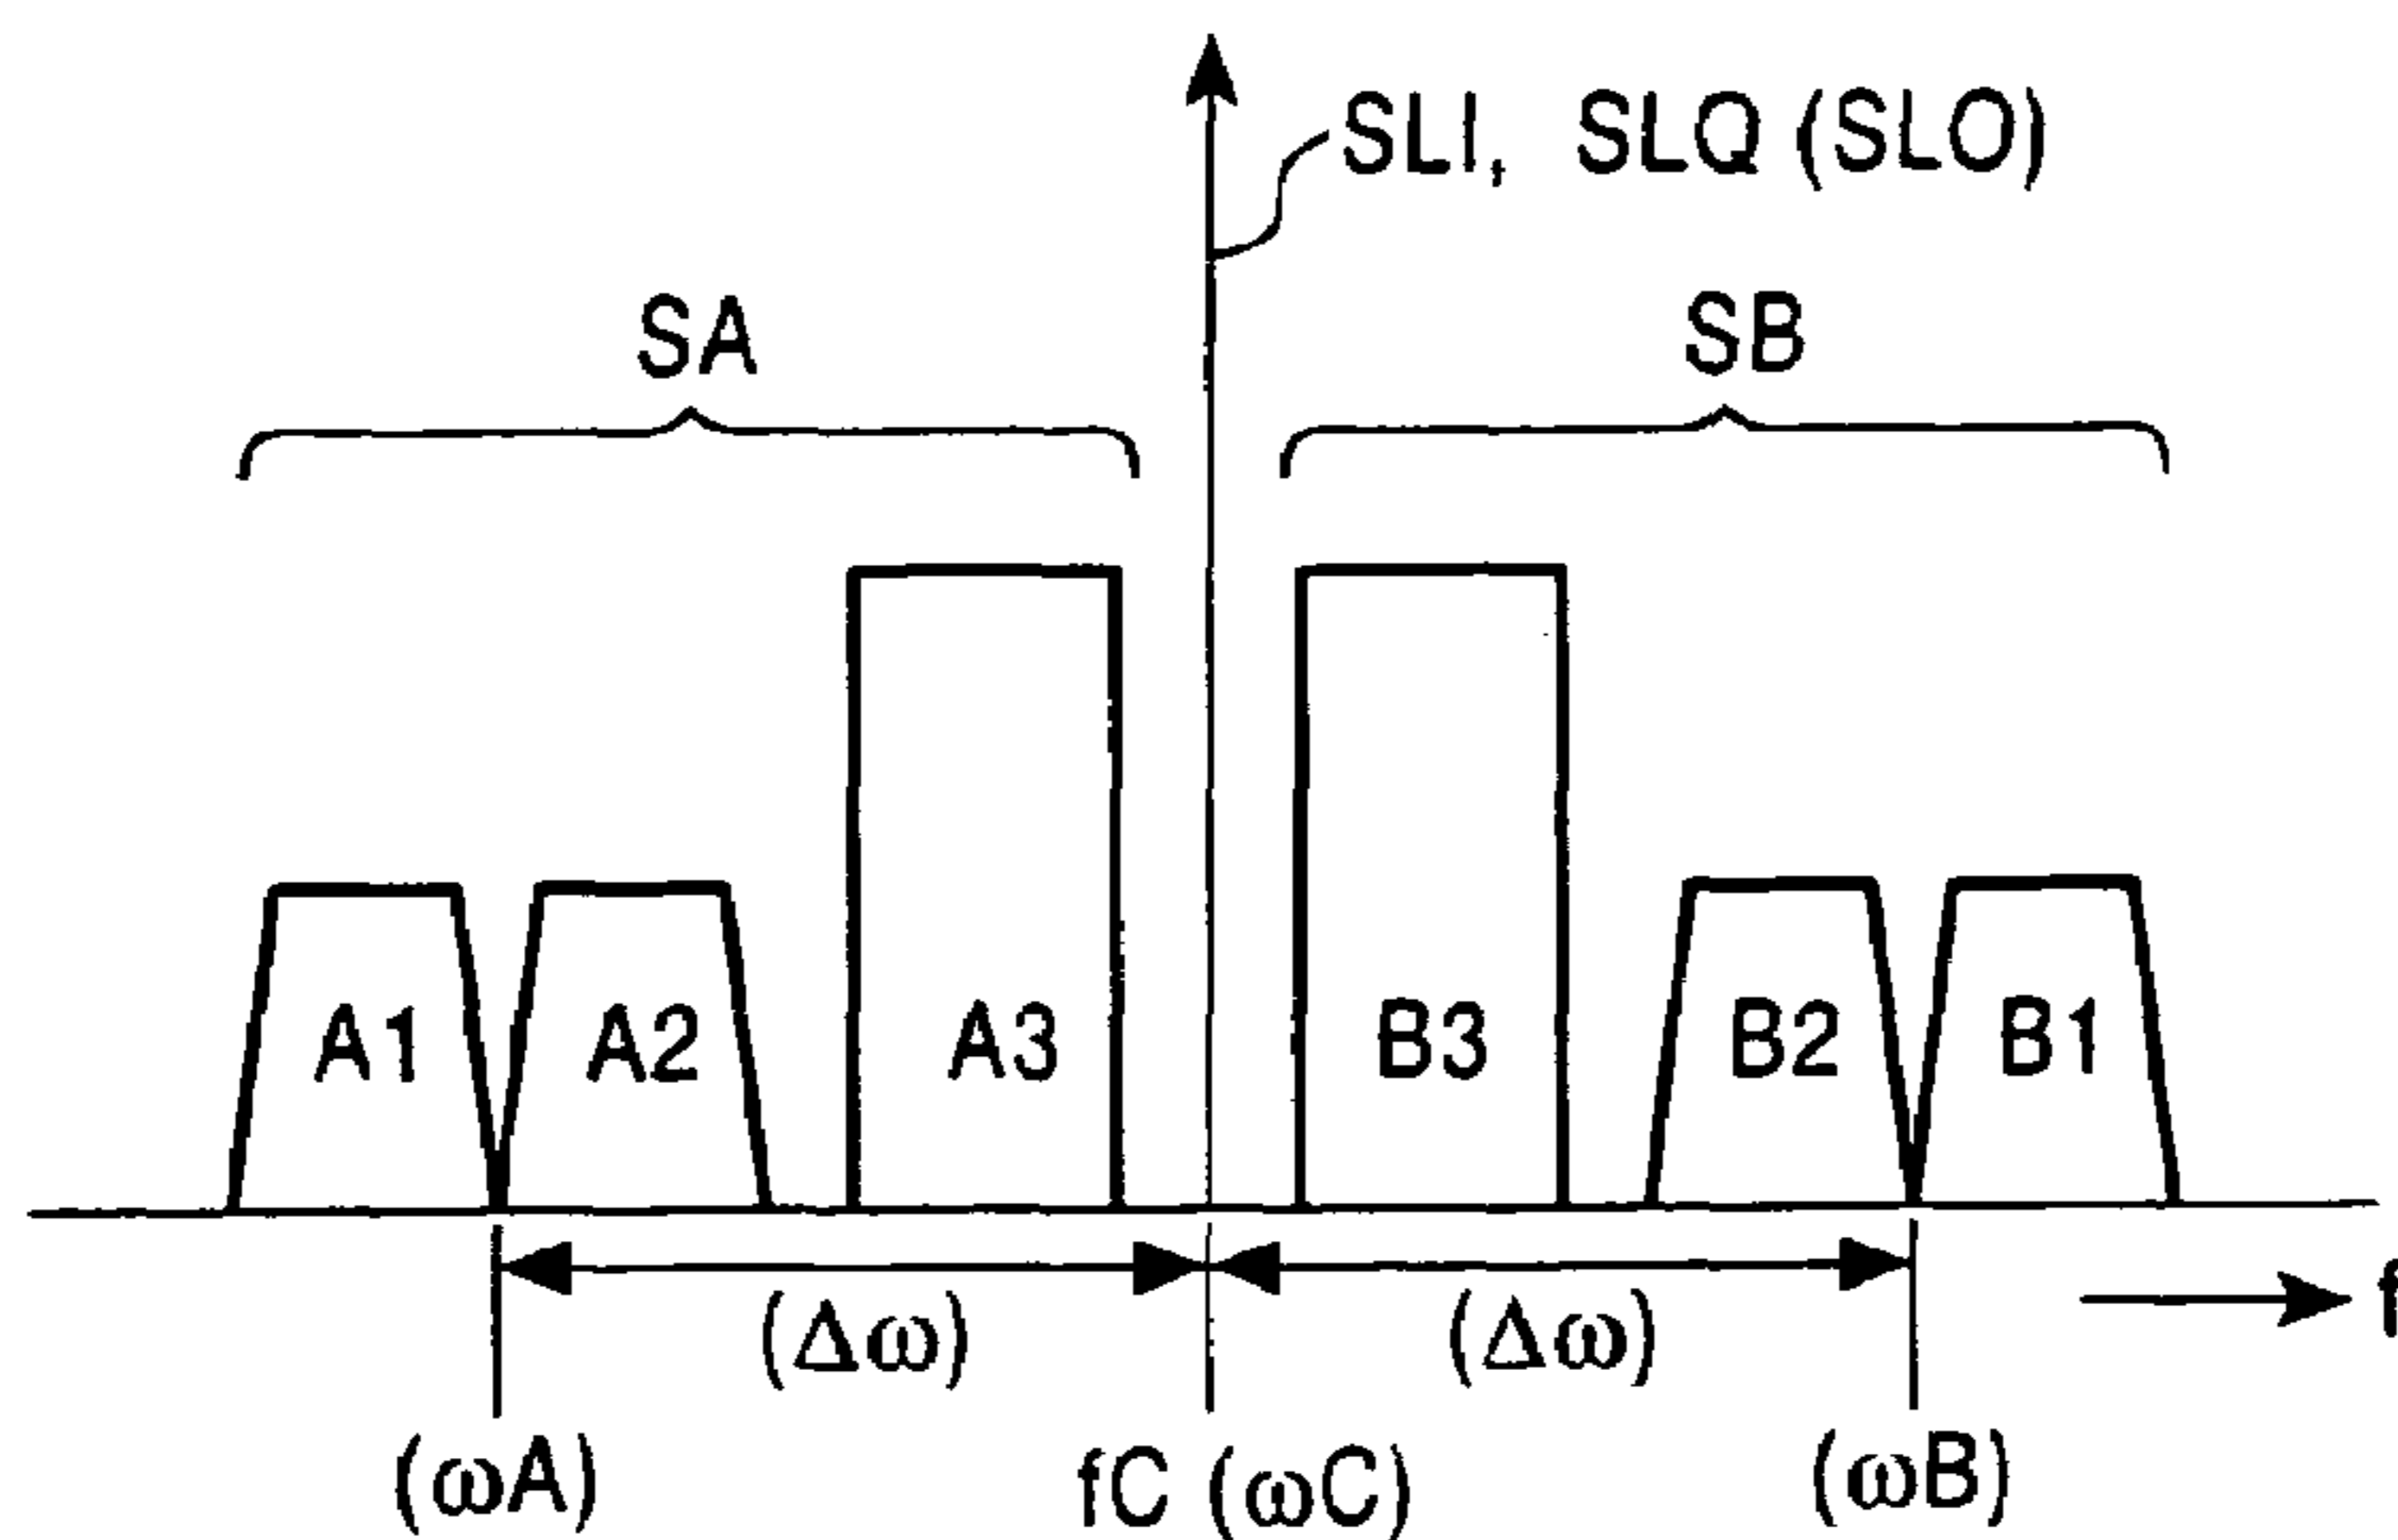 SLI, SLQ (SLO)
SA SB
A1 A2 A3 B3 B2 B1
(Δω) (Δω) f
(ωA) fC (ωC) (ωB)